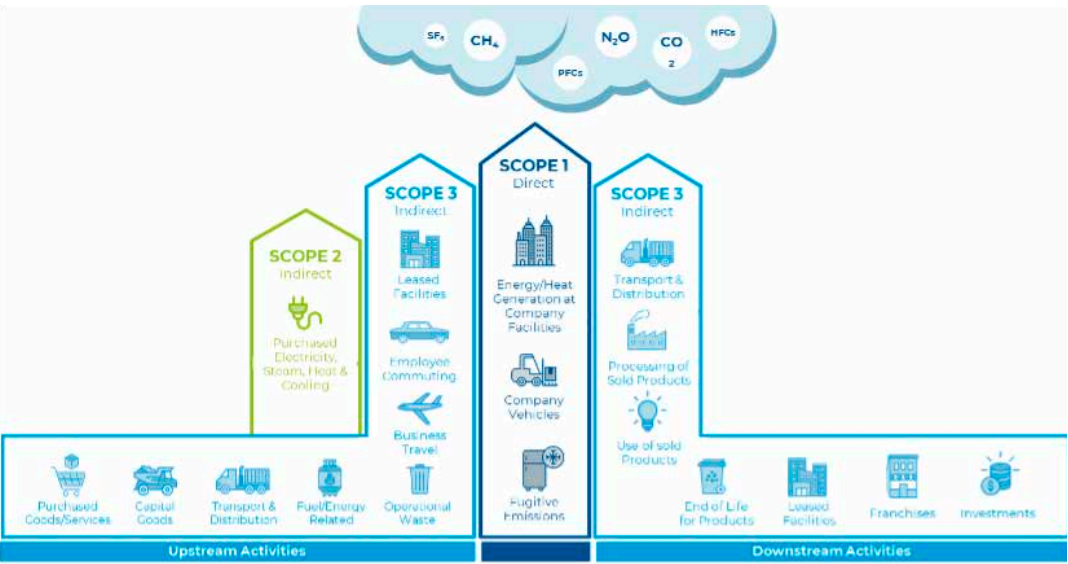 SF₆
CH₄
N₂O
CO
2
HFCs
PFCs
SCOPE 2
Indirect
Purchased
Electricity,
Steam, Heat &
Cooling
SCOPE 3
Indirect
Leased
Facilities
Employee
Commuting
Business
Travel
SCOPE 1
Direct
Energy/Heat
Generation at
Company
Facilities
Company
Vehicles
Fugitive
Emissions
SCOPE 3
Indirect
Transport &
Distribution
Processing of
Sold Products
Use of sold
Products
Purchased
Goods/Services
Capital
Goods
Transport &
Distribution
Fuel/Energy
Related
Operational
Waste
End of Life
for Products
Leased
Facilities
Franchises
Investments
Upstream Activities
Downstream Activities